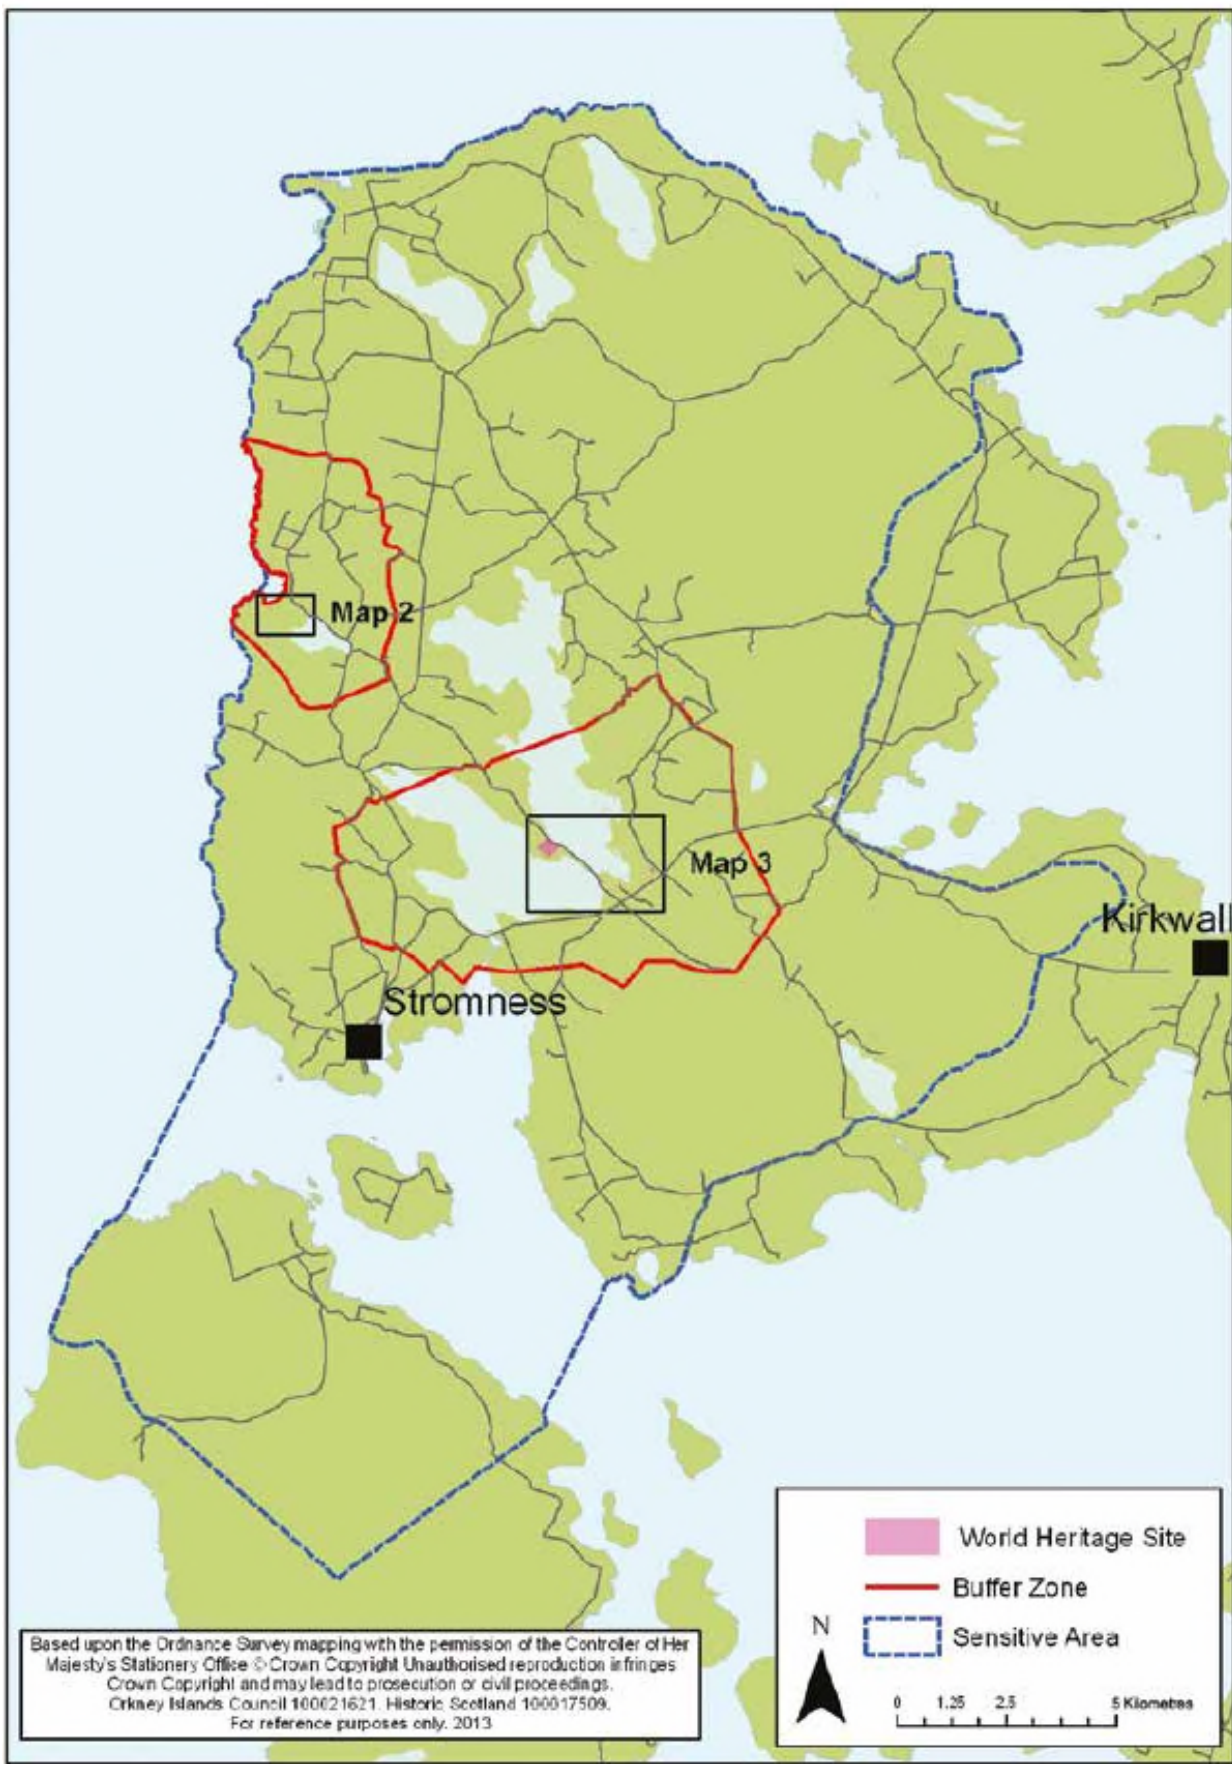 Map 2
Map 3
Kirkwall
Stromness
World Heritage Site
Buffer Zone
Sensitive Area
N
0 1.25 2.5 5 Kilometres
Based upon the Ordnance Survey mapping with the permission of the Controller of Her
Majesty's Stationery Office © Crown Copyright Unauthorised reproduction infringes
Crown Copyright and may lead to prosecution or civil proceedings.
Orkney Islands Council 100021621. Historic Scotland 100017509.
For reference purposes only. 2013